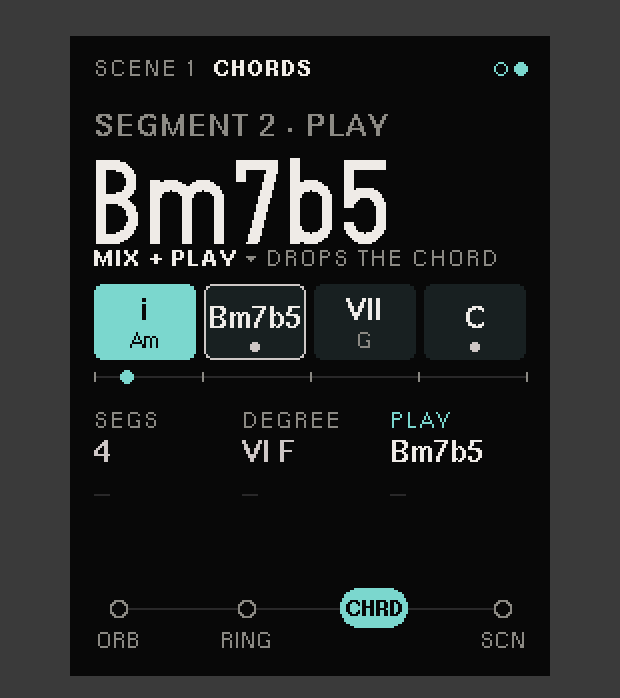 SCENE 1 CHORDS
SEGMENT 2 · PLAY
Bm7b5
MIX + PLAY - DROPS THE CHORD
i Bm7b5 VII C
Am G
SEGS DEGREE PLAY
4 VI F Bm7b5
— — —
CHRD
ORB RING SCN